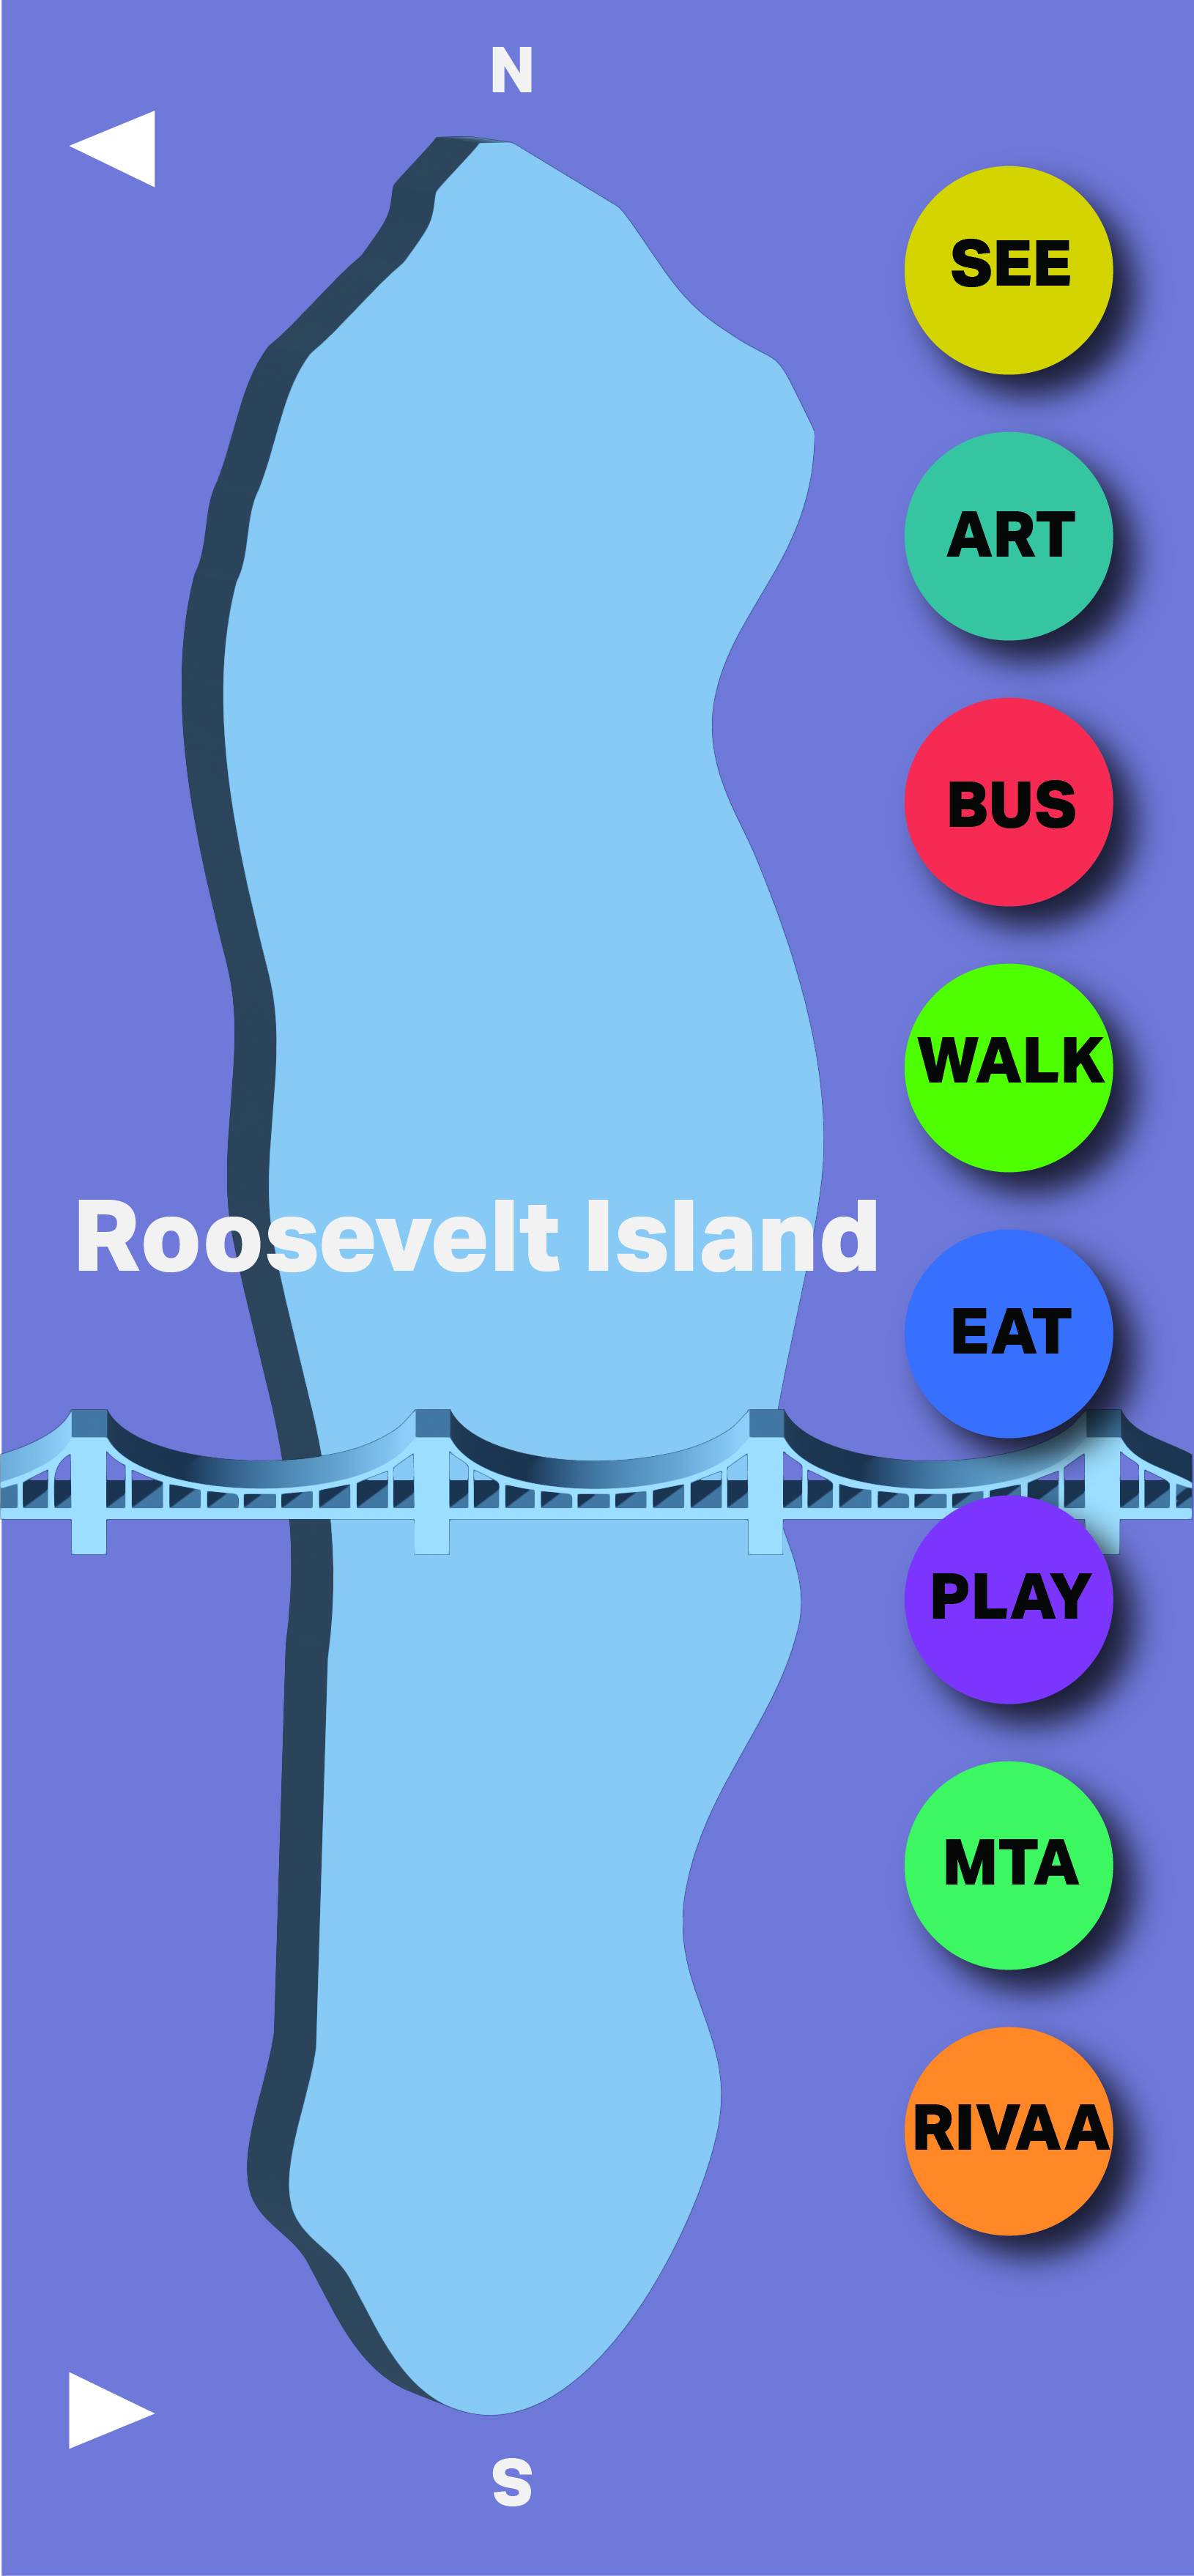 N
SEE
ART
BUS
WALK
Roosevelt Island
EAT
PLAY
MTA
RIVAA
S